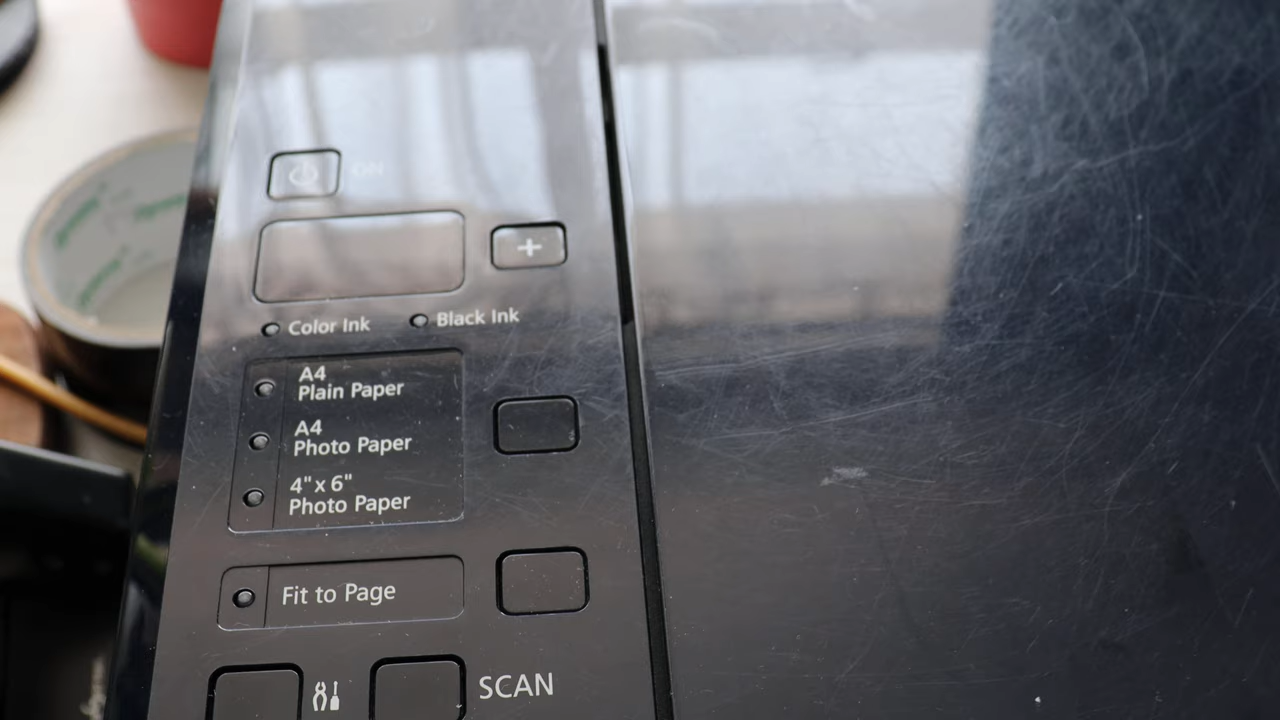 ON
+
Color Ink
Black Ink
A4
Plain Paper
A4
Photo Paper
4" x 6"
Photo Paper
Fit to Page
SCAN